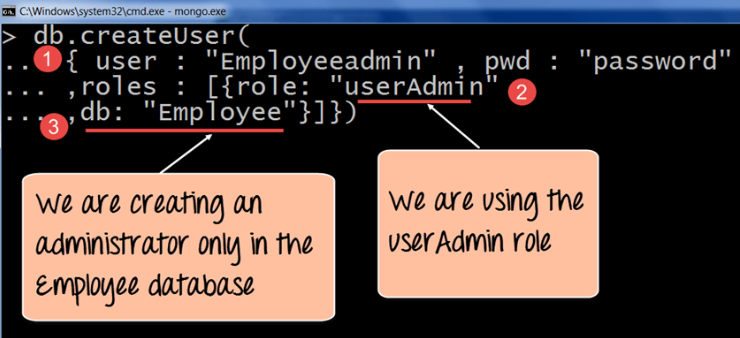 C:\Windows\system32\cmd.exe - mongo.exe
> db.createUser(
.. 1 { user : "Employeeadmin" , pwd : "password"
... ,roles : [{role: "userAdmin" 2
... 3 ,db: "Employee"}]})
We are creating an
administrator only in the
Employee database
We are using the
userAdmin role